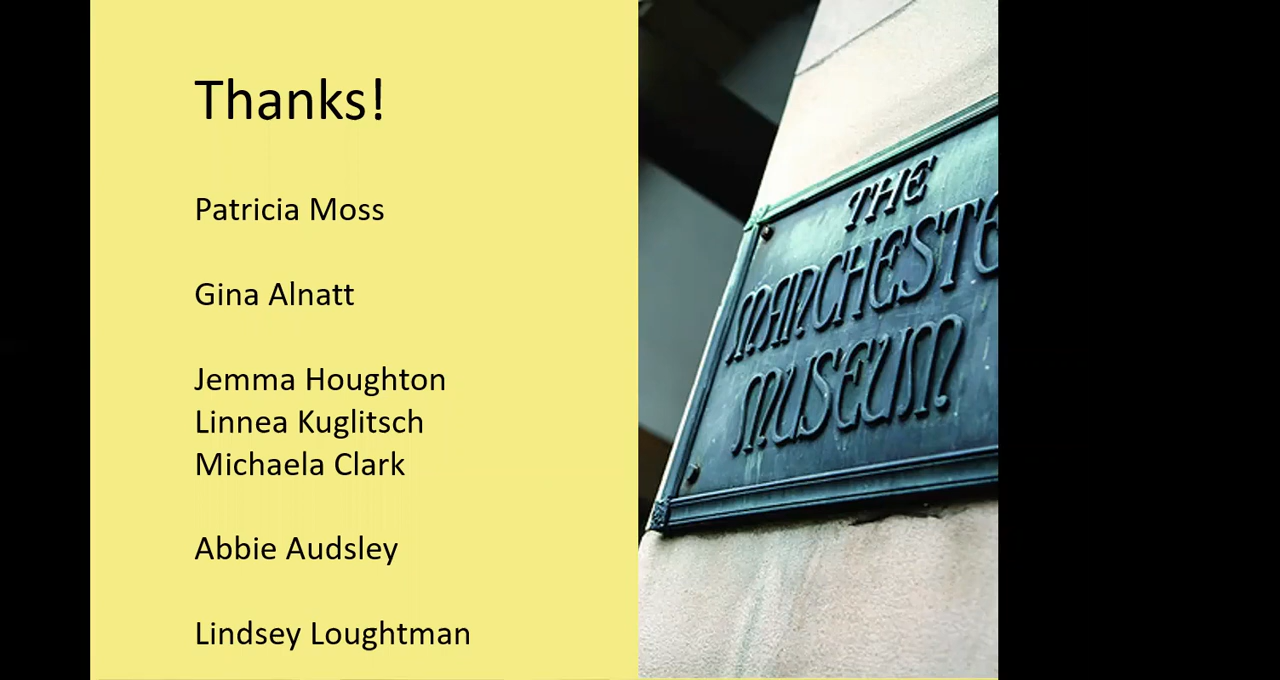 Thanks!
Patricia Moss
Gina Alnatt
Jemma Houghton
Linnea Kuglitsch
Michaela Clark
Abbie Audsley
Lindsey Loughtman
THE
MANCHESTE
MUSEUM